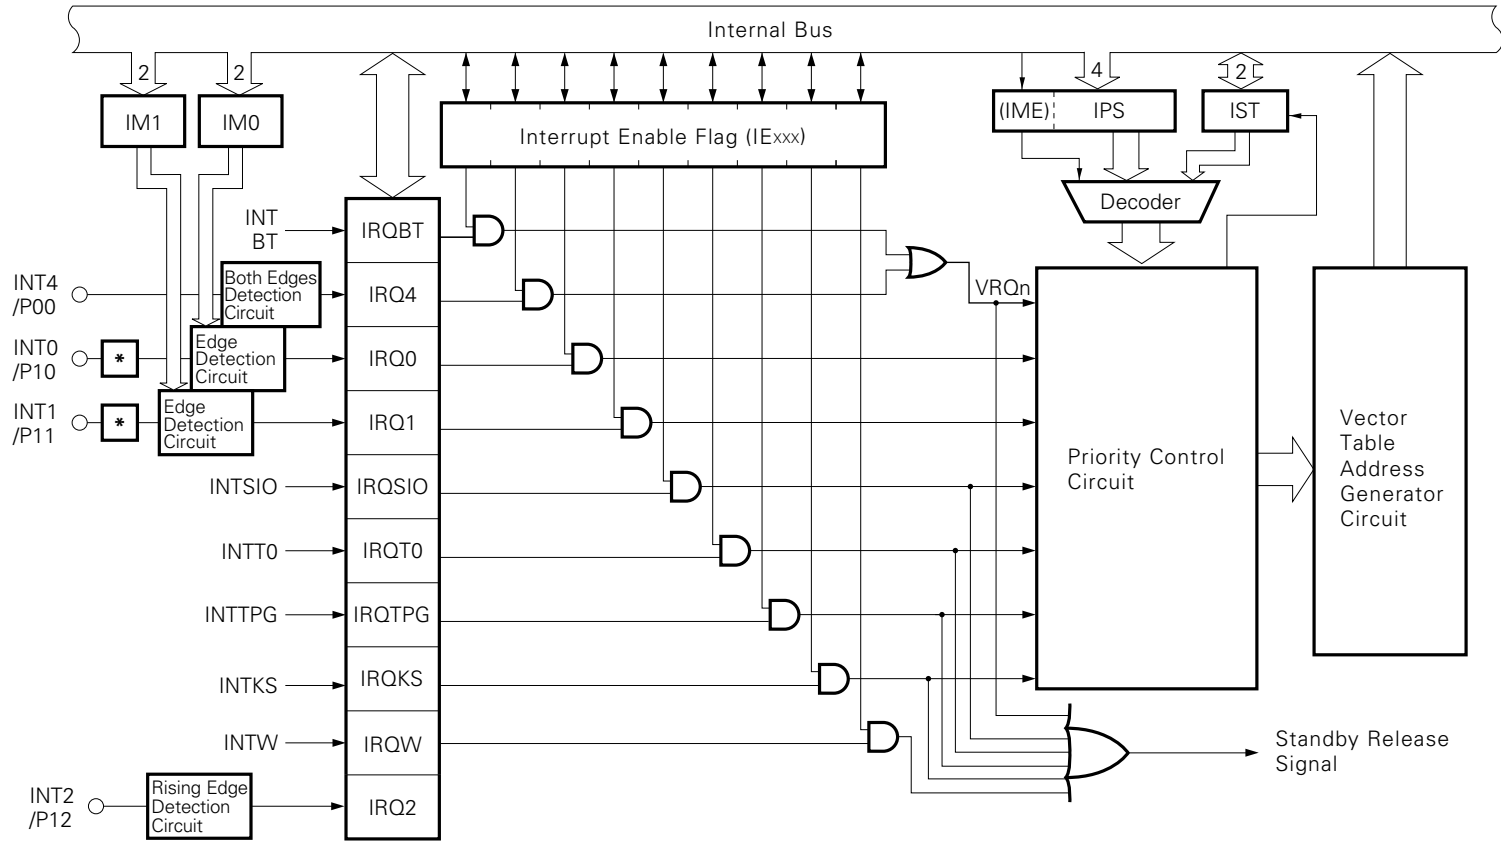 Internal Bus
2
2
4
2
IM1
IM0
(IME)
IPS
IST
Interrupt Enable Flag (IExxx)
Decoder
INT
BT
IRQBT
INT4
/P00
Both Edges
Detection
Circuit
IRQ4
VRQn
INT0
/P10
*
Edge
Detection
Circuit
IRQ0
INT1
/P11
*
Edge
Detection
Circuit
IRQ1
Priority Control
Circuit
Vector
Table
Address
Generator
Circuit
INTSIO
IRQSIO
INTT0
IRQT0
INTTPG
IRQTPG
INTKS
IRQKS
INTW
IRQW
Standby Release
Signal
INT2
/P12
Rising Edge
Detection
Circuit
IRQ2